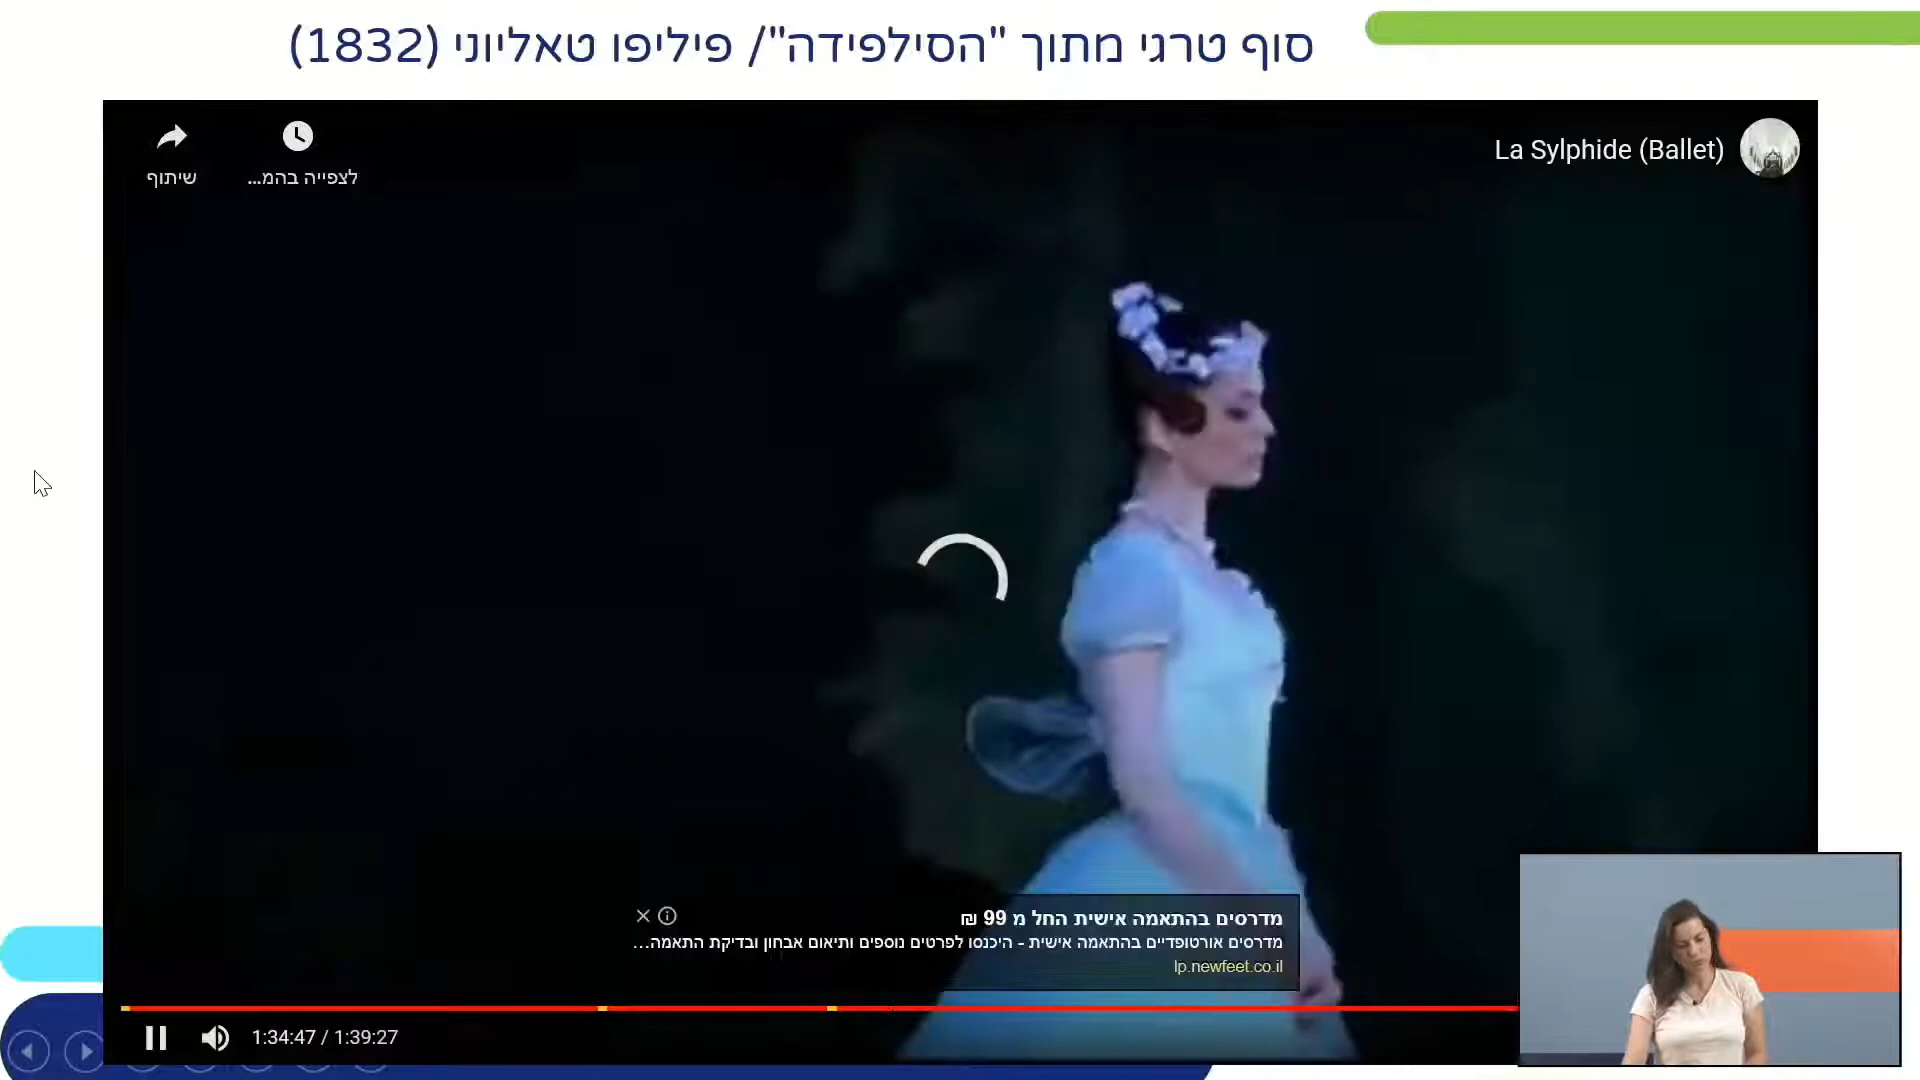 סוף טרגי מתוך "הסילפידה"/ פיליפו טאליוני (1832)
La Sylphide (Ballet)
שיתוף
לצפייה בהמ...
מדרסים בהתאמה אישית החל מ 99 ₪
מדרסים אורטופדיים בהתאמה אישית - היכנסו לפרטים נוספים ותיאום אבחון ובדיקת התאמה...
lp.newfeet.co.il
1:34:47 / 1:39:27